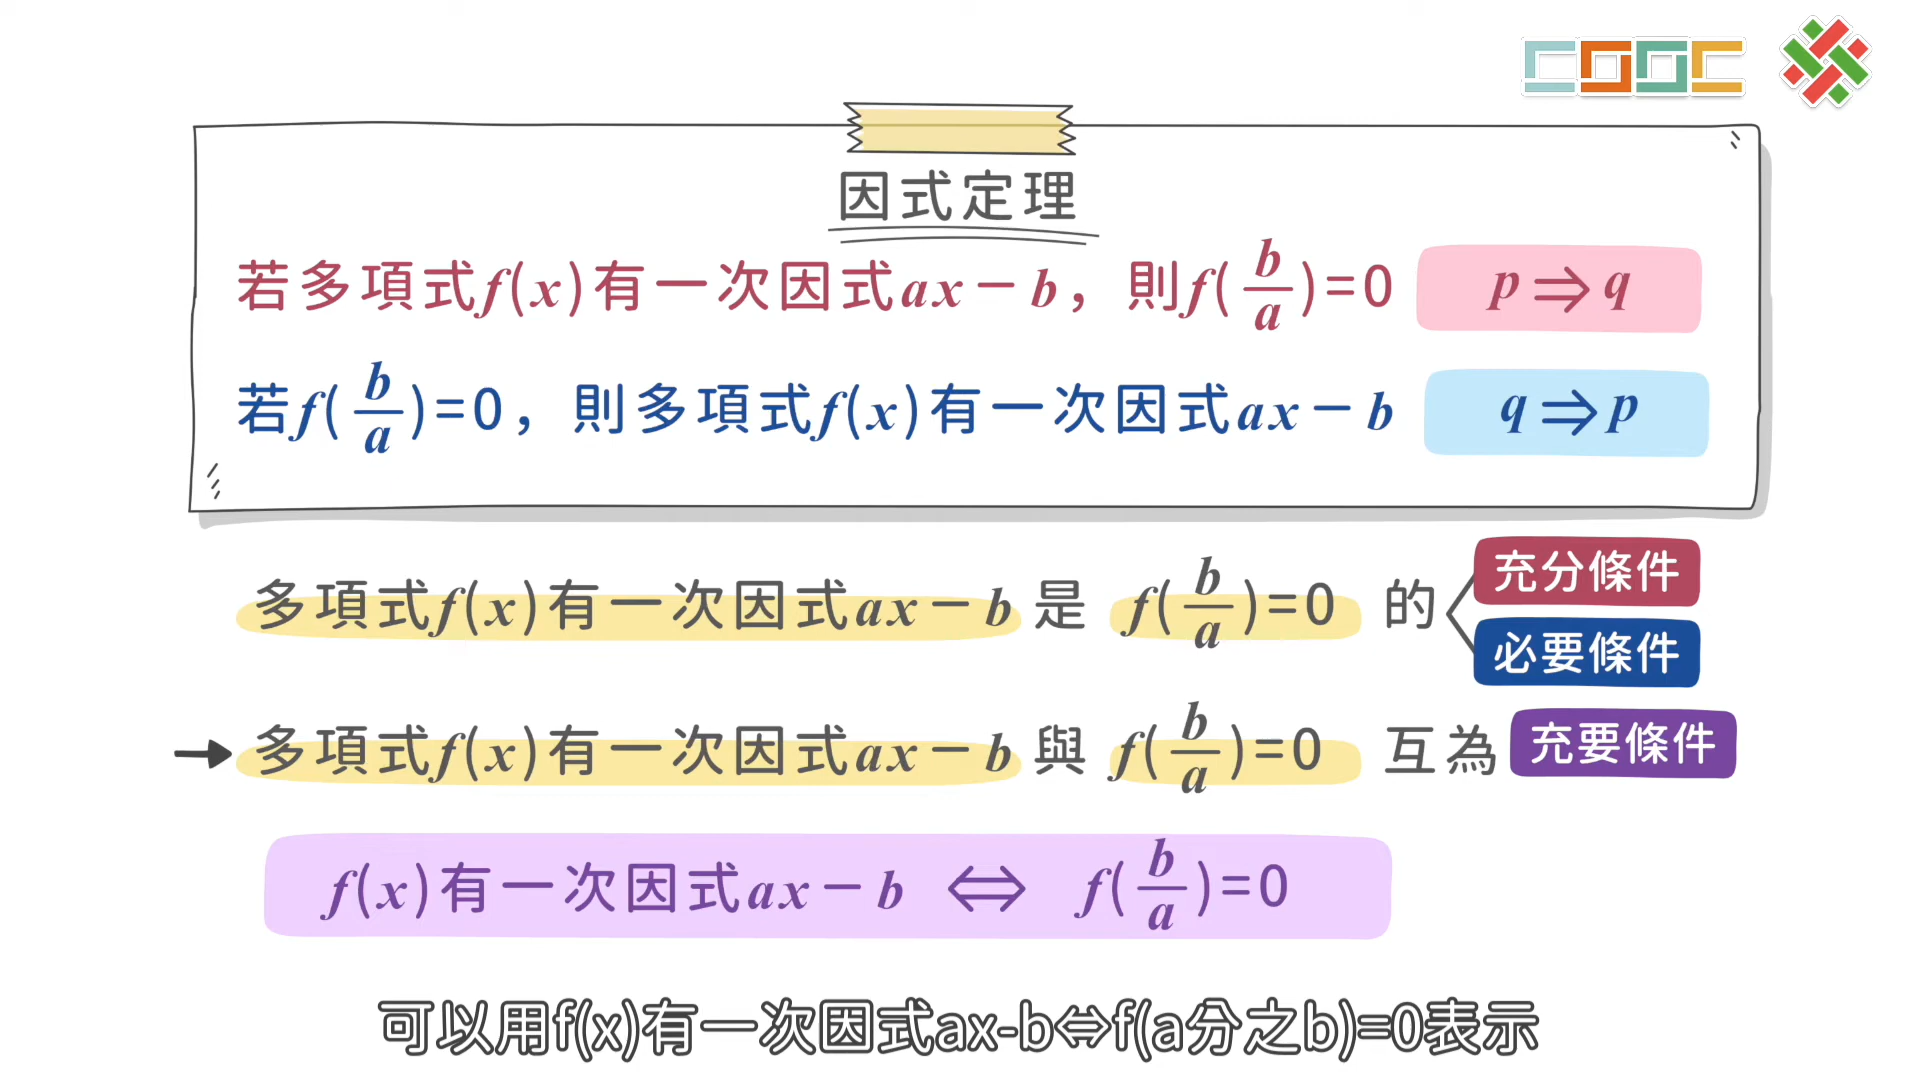 COOC
因式定理
若多項式f(x)有一次因式ax－b，則f(b/a)=0 p⇒q
若f(b/a)=0，則多項式f(x)有一次因式ax－b q⇒p
多項式f(x)有一次因式ax－b是 f(b/a)=0 的 充分條件
必要條件
→多項式f(x)有一次因式ax－b與 f(b/a)=0 互為 充要條件
f(x)有一次因式ax－b ⇔ f(b/a)=0
可以用f(x)有一次因式ax-b⇔f(a分之b)=0表示